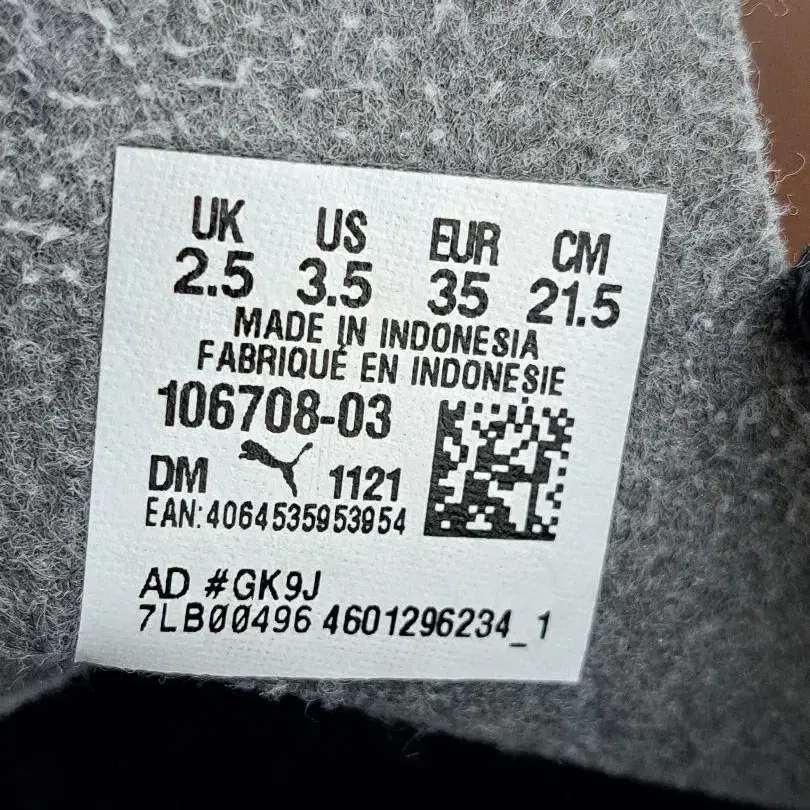 UK US EUR CM
2.5 3.5 35 21.5
MADE IN INDONESIA
FABRIQUÉ EN INDONESIE
106708-03
DM 1121
EAN:4064535953954
AD #GK9J
7LB00496 4601296234_1